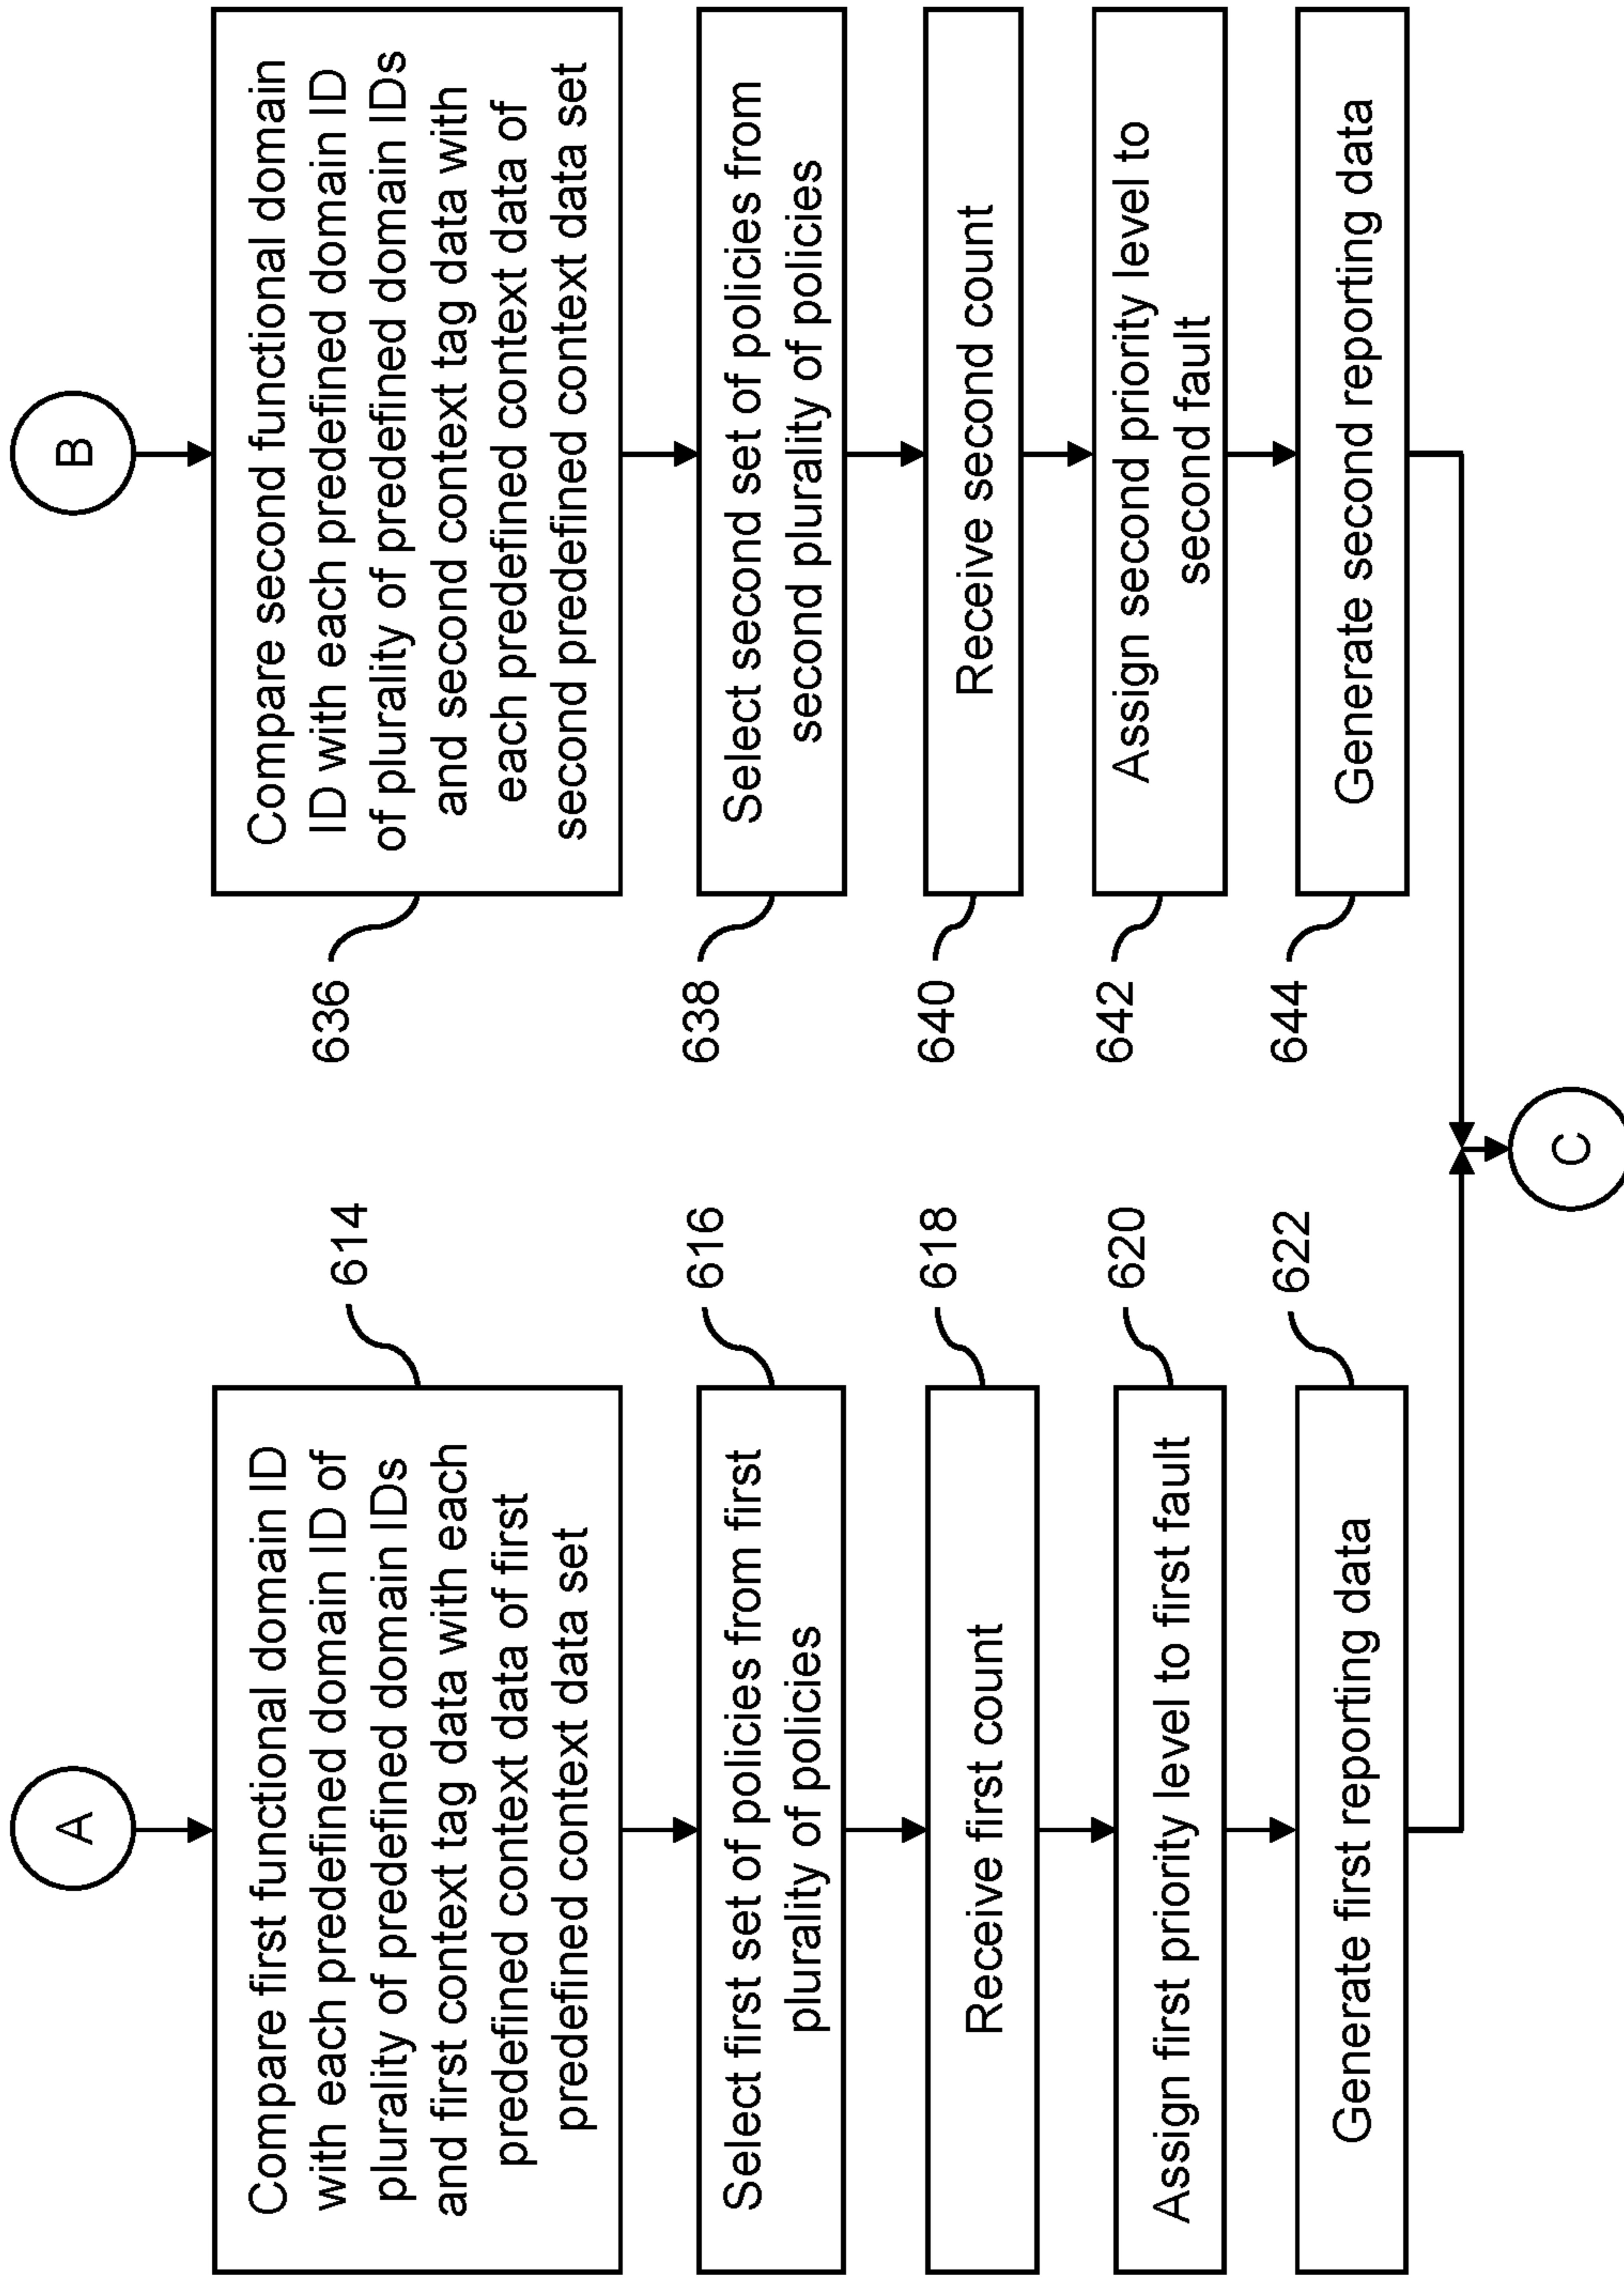 A
Compare first functional domain ID
with each predefined domain ID of
plurality of predefined domain IDs
and first context tag data with each
predefined context data of first
predefined context data set
614
Select first set of policies from first
plurality of policies
616
Receive first count
618
Assign first priority level to first fault
620
Generate first reporting data
622
B
Compare second functional domain
ID with each predefined domain ID
of plurality of predefined domain IDs
and second context tag data with
each predefined context data of
second predefined context data set
636
Select second set of policies from
second plurality of policies
638
Receive second count
640
Assign second priority level to
second fault
642
Generate second reporting data
644
C